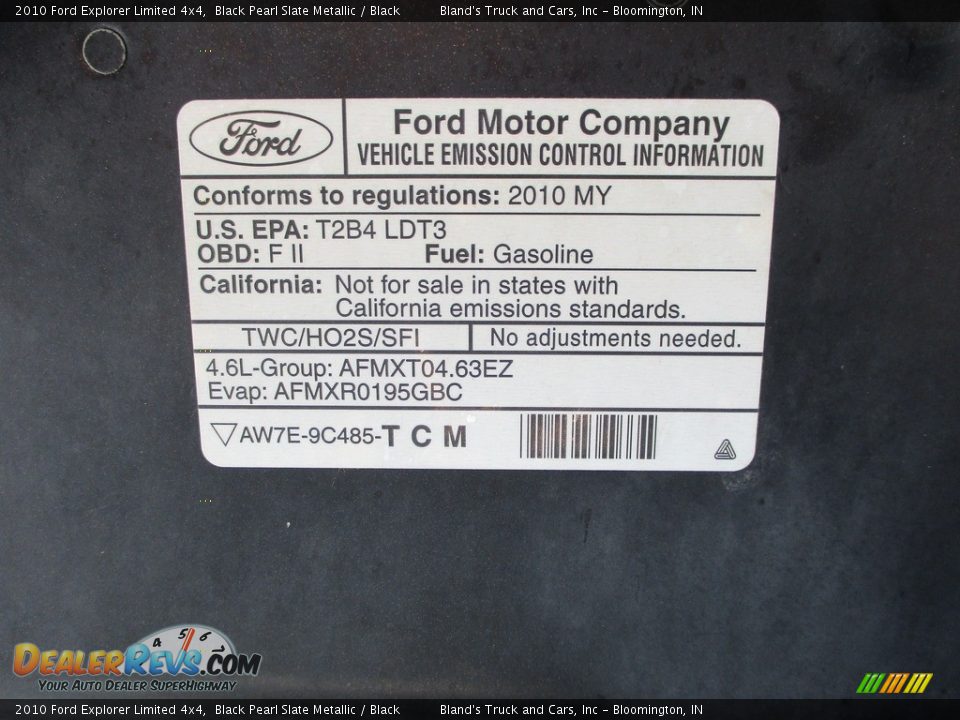 2010 Ford Explorer Limited 4x4, Black Pearl Slate Metallic / Black Bland's Truck and Cars, Inc - Bloomington, IN
Ford
Ford Motor Company
VEHICLE EMISSION CONTROL INFORMATION
Conforms to regulations: 2010 MY
U.S. EPA: T2B4 LDT3
OBD: F II Fuel: Gasoline
California: Not for sale in states with
California emissions standards.
TWC/HO2S/SFI No adjustments needed.
4.6L-Group: AFMXT04.63EZ
Evap: AFMXR0195GBC
AW7E-9C485-T C M
4 5 6
DealerRevs.com
Your Auto Dealer SuperHighway
2010 Ford Explorer Limited 4x4, Black Pearl Slate Metallic / Black Bland's Truck and Cars, Inc - Bloomington, IN